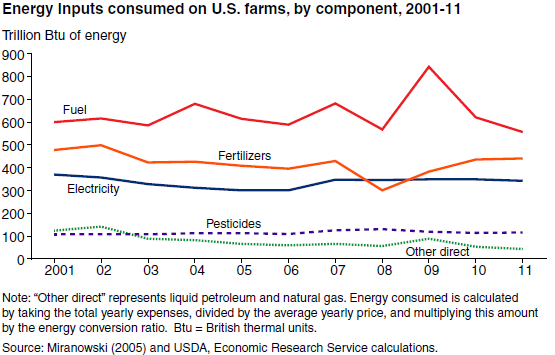 Energy Inputs consumed on U.S. farms, by component, 2001-11
Trillion Btu of energy
900
800
700
600
500
400
300
200
100
0
Fuel
Fertilizers
Electricity
Pesticides
Other direct
2001 02 03 04 05 06 07 08 09 10 11
Note: “Other direct” represents liquid petroleum and natural gas. Energy consumed is calculated
by taking the total yearly expenses, divided by the average yearly price, and multiplying this amount
by the energy conversion ratio. Btu = British thermal units.
Source: Miranowski (2005) and USDA, Economic Research Service calculations.